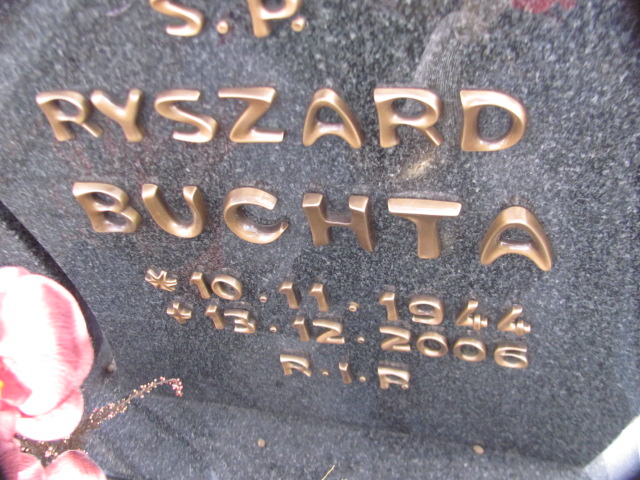 S.P.
RYSZARD
BUCHTA
* 10.11.1944
+ 13.12.2006
R.I.P.